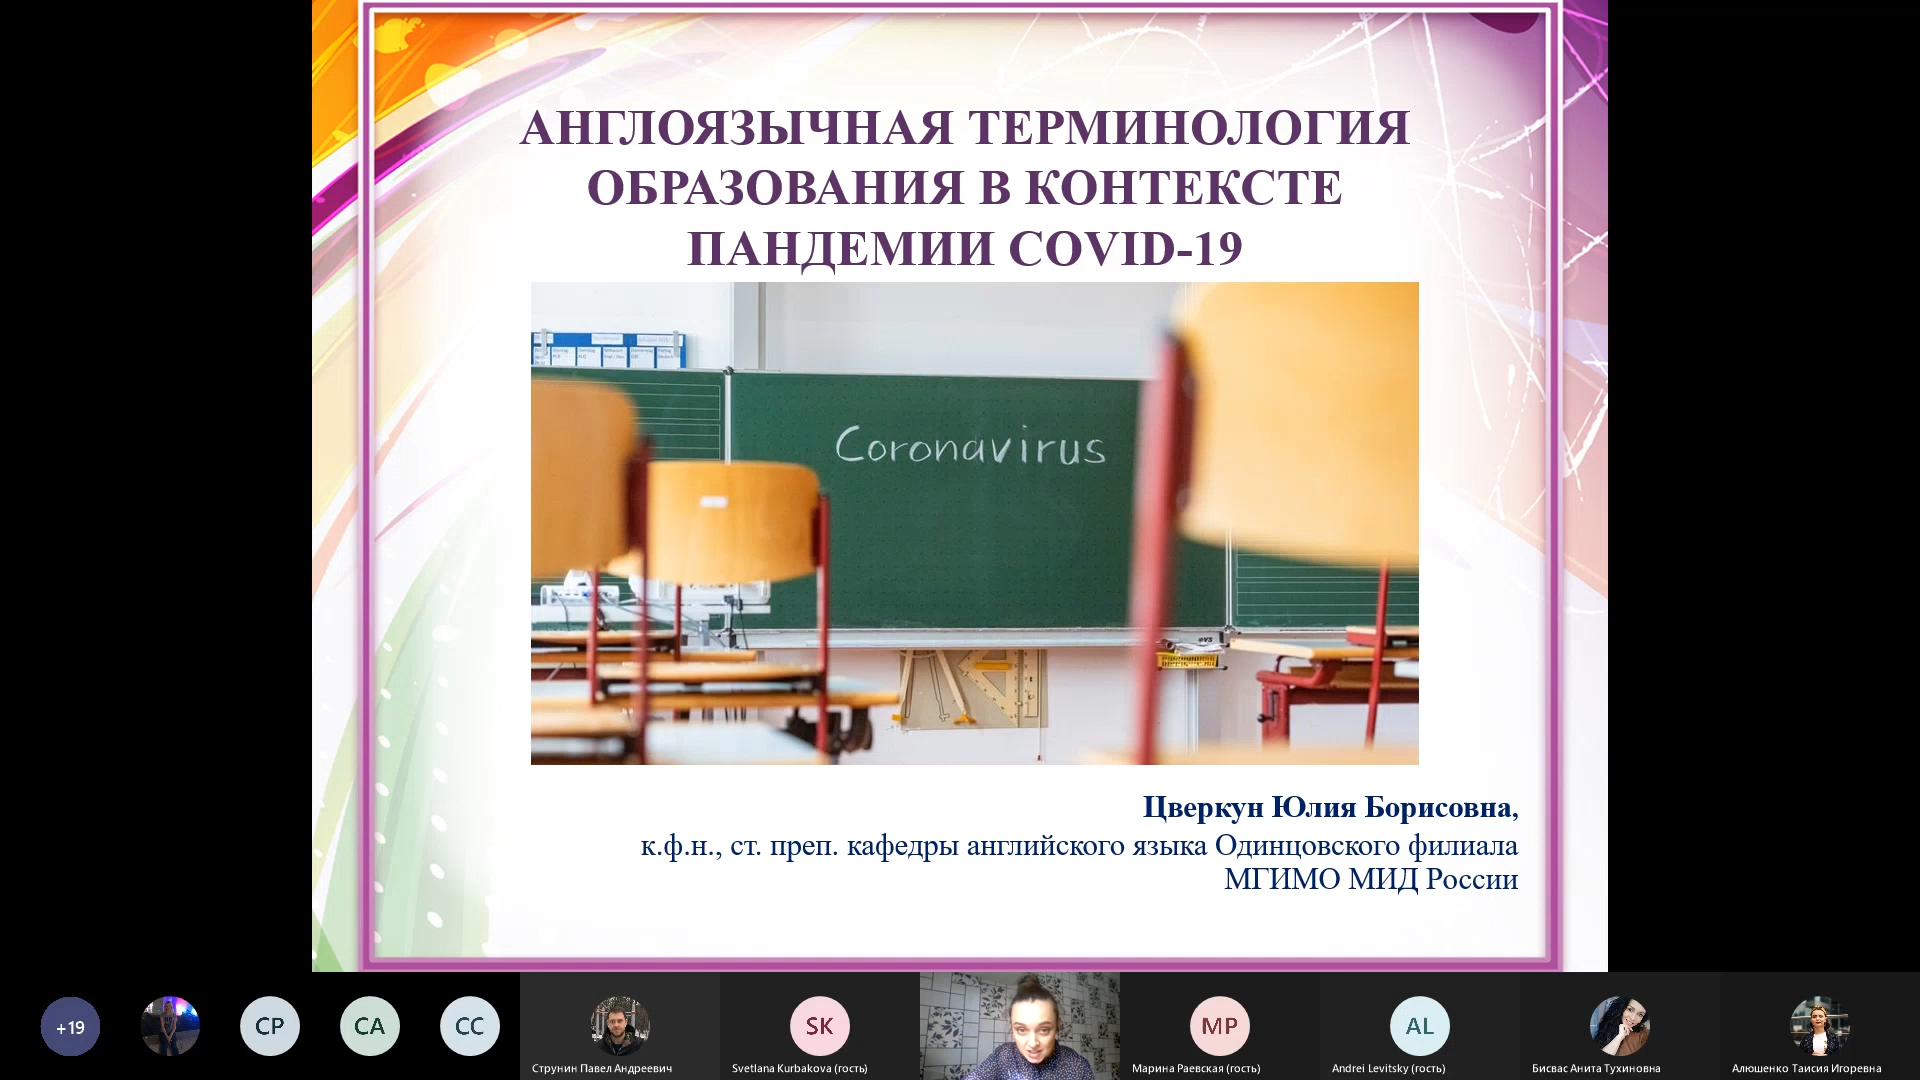 АНГЛОЯЗЫЧНАЯ ТЕРМИНОЛОГИЯ
ОБРАЗОВАНИЯ В КОНТЕКСТЕ
ПАНДЕМИИ COVID-19
Coronavirus
Цверкун Юлия Борисовна,
к.ф.н., ст. преп. кафедры английского языка Одинцовского филиала
МГИМО МИД России
+19
CP
CA
CC
Струнин Павел Андреевич
SK
Svetlana Kurbakova (гость)
MP
Марина Раевская (гость)
AL
Andrei Levitsky (гость)
Бисвас Анита Тухиновна
Алюшенко Таисия Игоревна